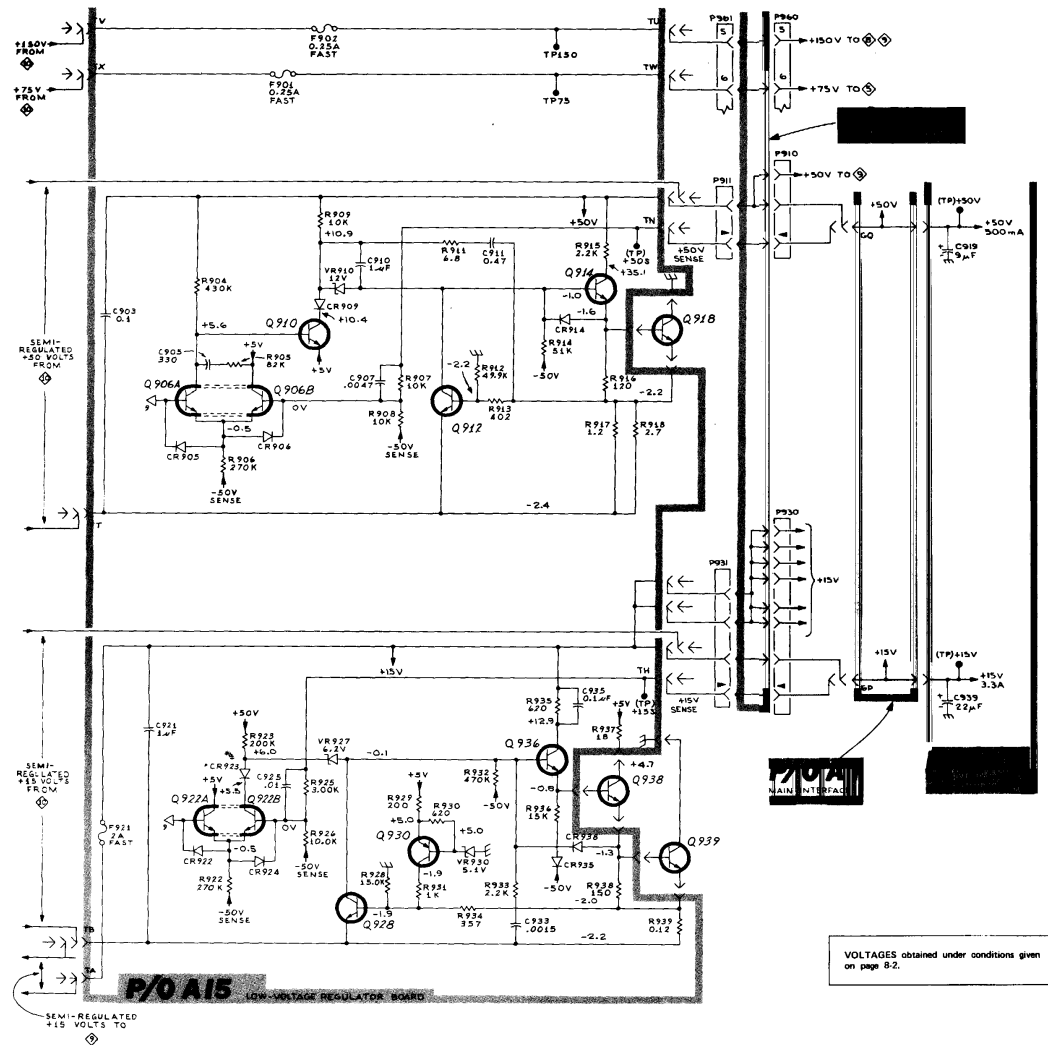 V
+150V
FROM
F902
0.25A
FAST
TP150
TU
P961
5
P960
5
+150V TO
TX
+75V
FROM
F901
0.25A
FAST
TP75
TW
6
6
+75V TO
P911
P910
+50V TO
R909
10K
+10.9
+50V
TN
(TP)
+50S
+50V
SENSE
+50V
GQ
(TP)+50V
+50V
500mA
C919
9µF
R911
6.8
C911
0.47
C910
1µF
VR910
12V
R915
2.2K
+35.1
Q914
-1.0
-1.6
R904
430K
C903
0.1
CR909
+10.4
Q910
+5V
CR914
R914
51K
-50V
Q918
SEMI-
REGULATED
+50 VOLTS
FROM
+5.6
C905
330
+5V
R905
82K
Q906A
Q906B
9
0V
C907
.0047
R907
10K
-2.2
R912
49.9K
R916
120
-2.2
R908
10K
-50V
SENSE
Q912
R913
402
R917
1.2
R918
2.7
-0.5
CR905
CR906
R906
270K
-50V
SENSE
T
-2.4
P930
P931
+15V
+15V
TH
+5V
(TP)
+15S
+15V
SENSE
+15V
GP
(TP)+15V
+15V
3.3A
C939
22µF
R935
620
C935
0.1µF
+12.9
R937
18
+50V
R923
200K
+6.0
VR927
6.2V
-0.1
Q936
+4.7
C921
1µF
CR923
+5.5
C925
.01
R925
3.00K
+5V
R932
470K
-50V
-0.8
Q938
SEMI-
REGULATED
+15 VOLTS
FROM
F921
2A
FAST
Q922A
+5V
Q922B
9
0V
-0.5
CR922
CR924
R922
270K
-50V
SENSE
R926
10.0K
-50V
SENSE
R929
200
R930
620
+5.0
+5.0
Q930
VR930
5.1V
R936
15K
CR936
CR935
-50V
-1.3
Q939
R928
15.0K
-1.9
R931
1K
R933
2.2K
R938
150
-2.0
-1.9
Q928
R934
357
C933
.0015
R939
0.12
-2.2
TB
TA
P/O A15 LOW-VOLTAGE REGULATOR BOARD
SEMI-REGULATED
+15 VOLTS TO
9
MAIN INTERFACE
VOLTAGES obtained under conditions given
on page 8-2.